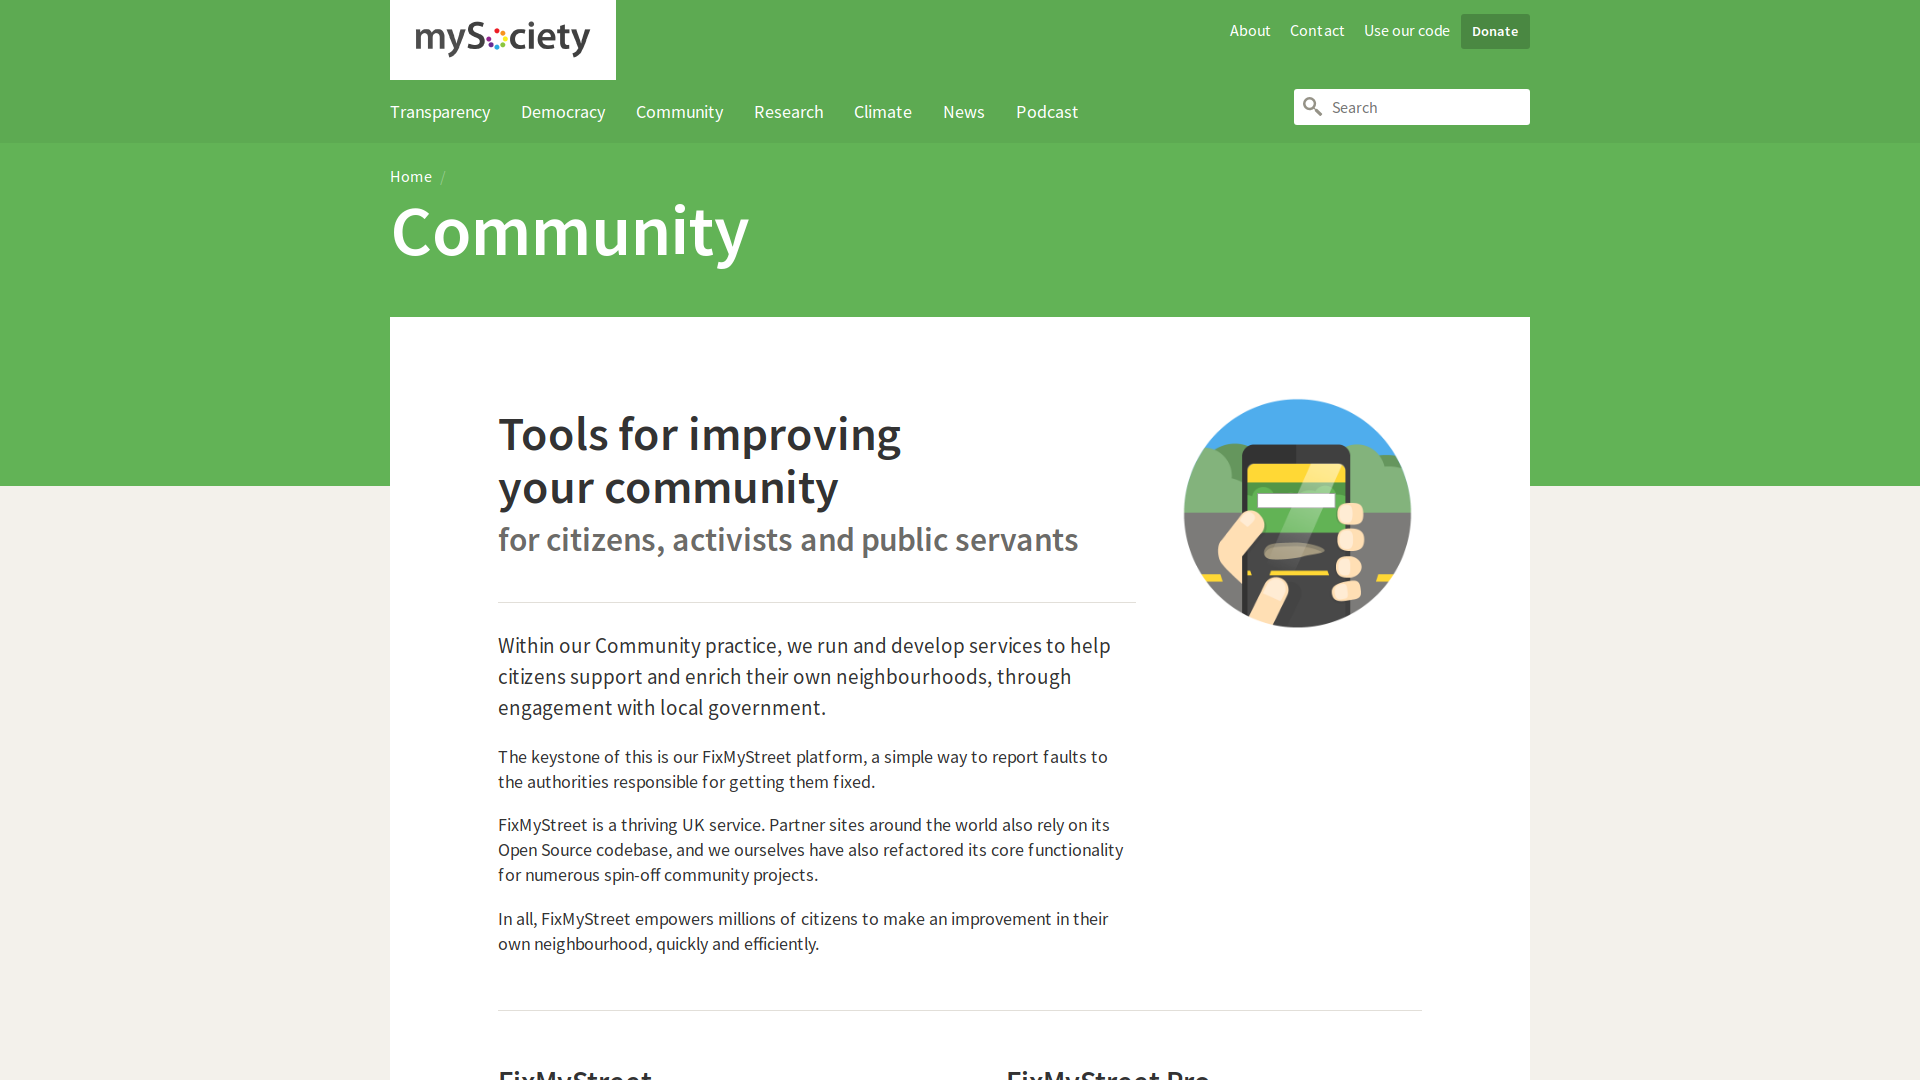 mySociety
About Contact Use our code Donate
Transparency Democracy Community Research Climate News Podcast
Search
Home /
Community
Tools for improving
your community
for citizens, activists and public servants
Within our Community practice, we run and develop services to help
citizens support and enrich their own neighbourhoods, through
engagement with local government.
The keystone of this is our FixMyStreet platform, a simple way to report faults to
the authorities responsible for getting them fixed.
FixMyStreet is a thriving UK service. Partner sites around the world also rely on its
Open Source codebase, and we ourselves have also refactored its core functionality
for numerous spin-off community projects.
In all, FixMyStreet empowers millions of citizens to make an improvement in their
own neighbourhood, quickly and efficiently.
FixMyStreet FixMyStreet Pro